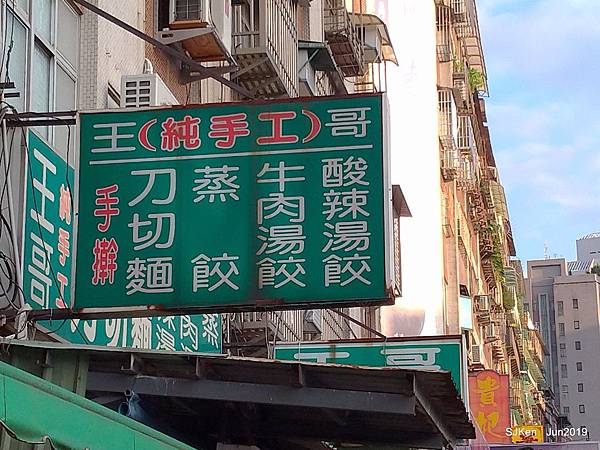 王(純手工)哥
手擀
刀切麵
蒸餃
牛肉湯餃
酸辣湯餃
王哥
純手工
王哥
SJKen Jun2019